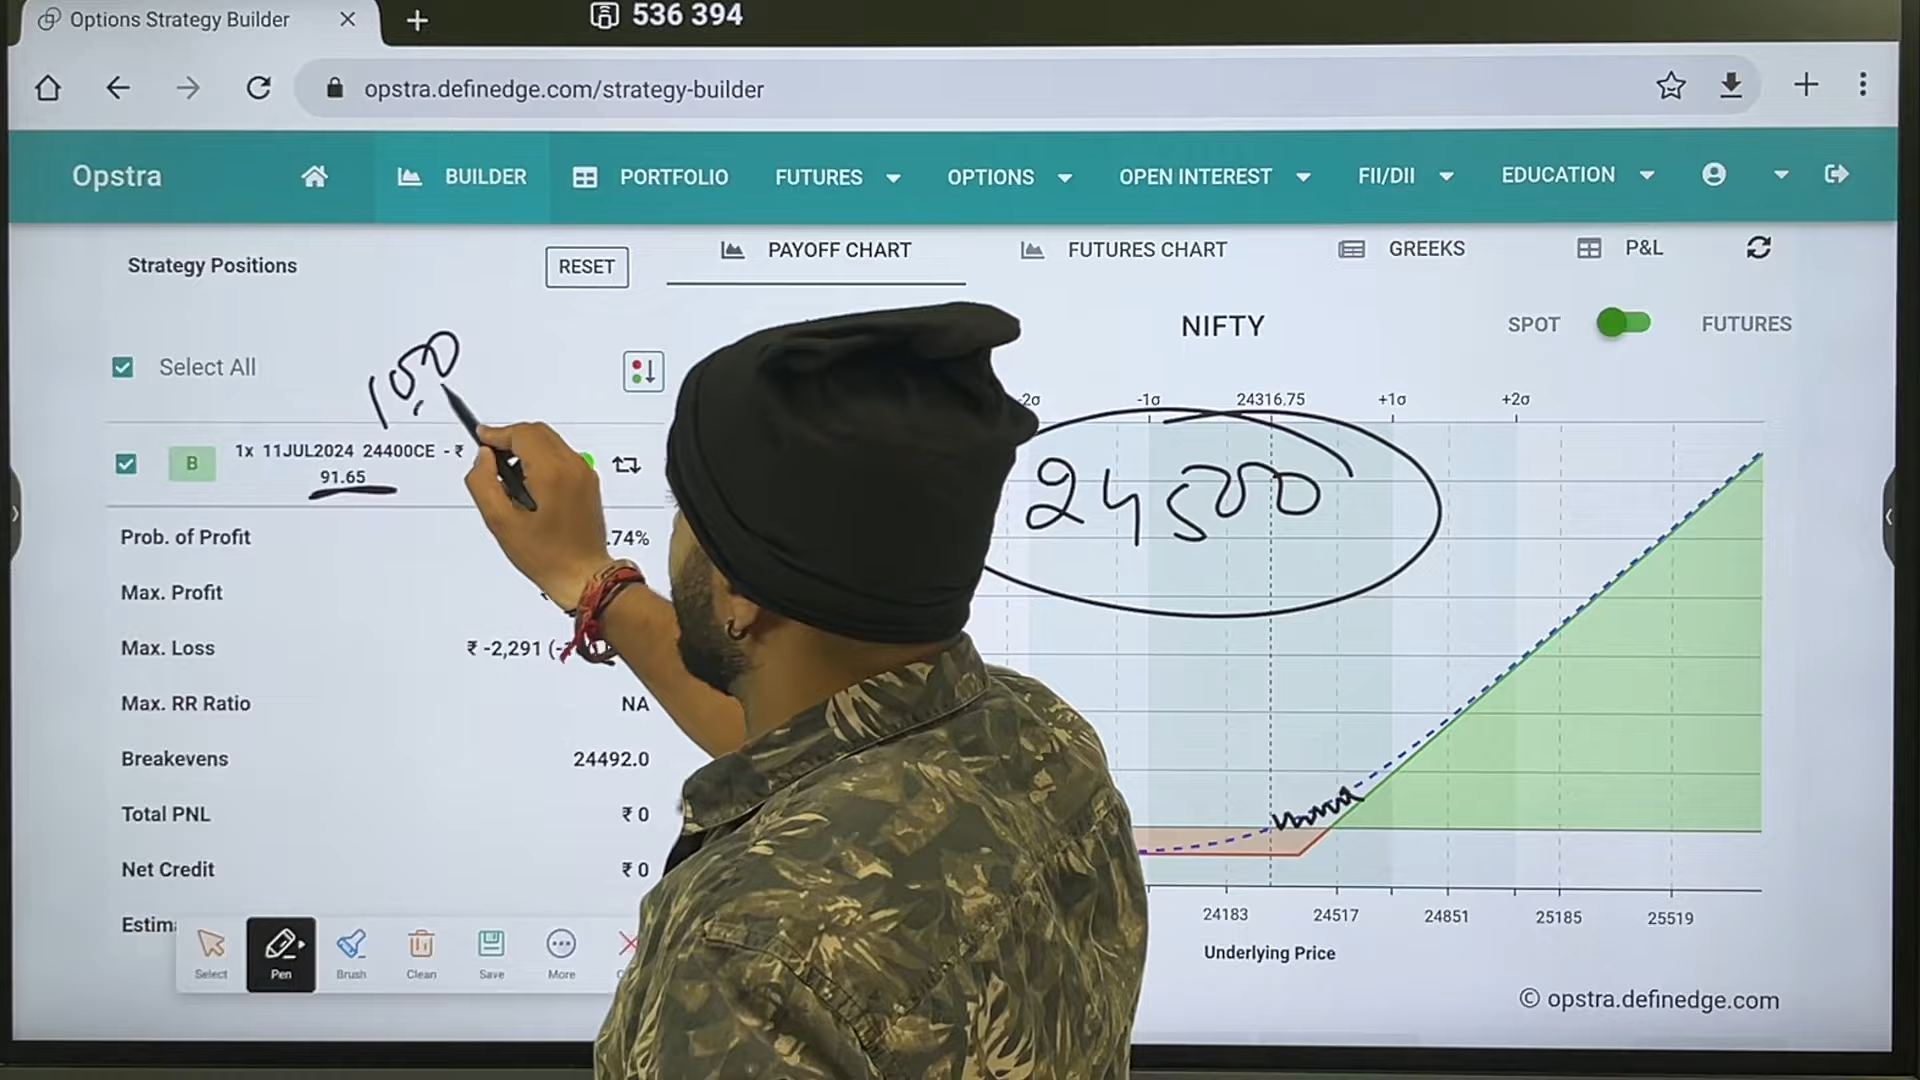 Options Strategy Builder
536 394
opstra.definedge.com/strategy-builder
Opstra BUILDER PORTFOLIO FUTURES OPTIONS OPEN INTEREST FII/DII EDUCATION
Strategy Positions RESET PAYOFF CHART FUTURES CHART GREEKS P&L
NIFTY SPOT FUTURES
Select All
-1σ 24316.75 +1σ +2σ
B 1x 11JUL2024 24400CE - ₹
91.65
24500
Prob. of Profit .74%
Max. Profit
Max. Loss ₹ -2,291
Max. RR Ratio NA
Breakevens 24492.0
Total PNL ₹ 0
Net Credit ₹ 0
24183 24517 24851 25185 25519
Underlying Price
Select Pen Brush Clean Save More
© opstra.definedge.com